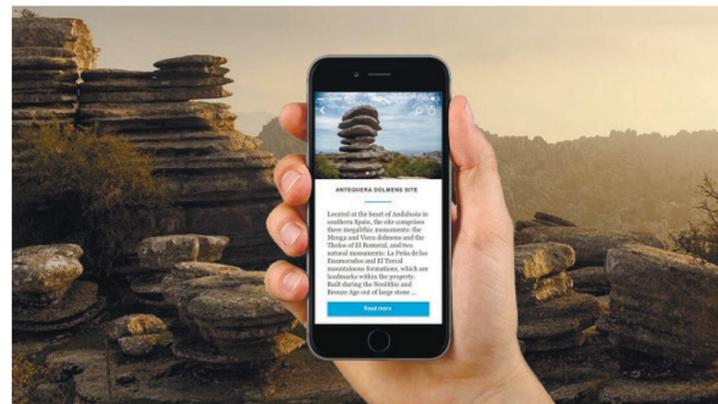 ANTEQUERA DOLMENS SITE
Located at the heart of Andalusia in
southern Spain, the site comprises
three megalithic monuments: the
Menga and Viera dolmens and the
Tholos of El Romeral, and two
natural monuments: La Peña de los
Enamorados and El Torcal
mountainous formations, which are
landmarks within the property.
Built during the Neolithic and
Bronze Age out of large stone ...
Read more